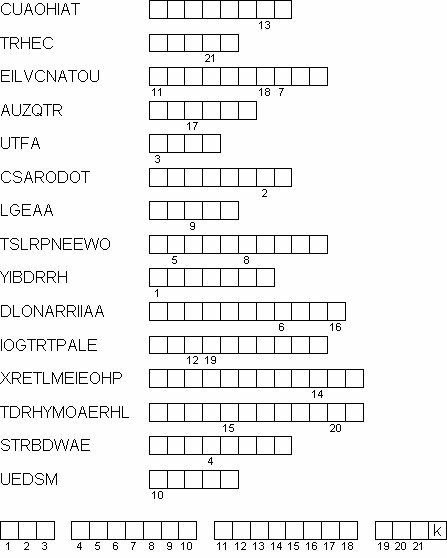 CUAOHIAT
13
TRHEC
21
EILVCNATOU
11 18 7
AUZQTR
17
UTFA
3
CSARODOT
2
LGEAA
9
TSLRPNEEWO
5 8
YIBDRRH
1
DLONARRIIAA
6 16
IOGTRTPALE
12 19
XRETLMEIEOHP
14
TDRHYMOAERHL
15 20
STRBDWAE
4
UEDSM
10
k
1 2 3 4 5 6 7 8 9 10 11 12 13 14 15 16 17 18 19 20 21